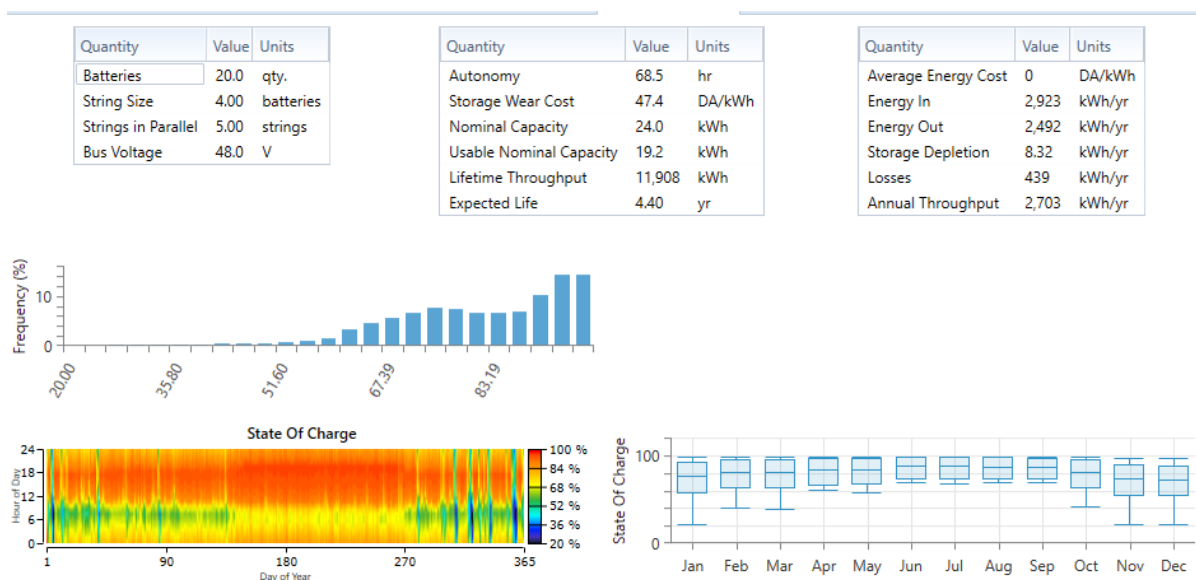 Quantity Value Units
Batteries 20.0 qty.
String Size 4.00 batteries
Strings in Parallel 5.00 strings
Bus Voltage 48.0 V
Quantity Value Units
Autonomy 68.5 hr
Storage Wear Cost 47.4 DA/kWh
Nominal Capacity 24.0 kWh
Usable Nominal Capacity 19.2 kWh
Lifetime Throughput 11,908 kWh
Expected Life 4.40 yr
Quantity Value Units
Average Energy Cost 0 DA/kWh
Energy In 2,923 kWh/yr
Energy Out 2,492 kWh/yr
Storage Depletion 8.32 kWh/yr
Losses 439 kWh/yr
Annual Throughput 2,703 kWh/yr
Frequency (%)
10
0
20.00 35.80 51.60 67.39 83.19
State Of Charge
Hour of Day
24
18
12
6
0
1 90 180 270 365
Day of Year
100 %
84 %
68 %
52 %
36 %
20 %
State Of Charge
100
0
Jan Feb Mar Apr May Jun Jul Aug Sep Oct Nov Dec